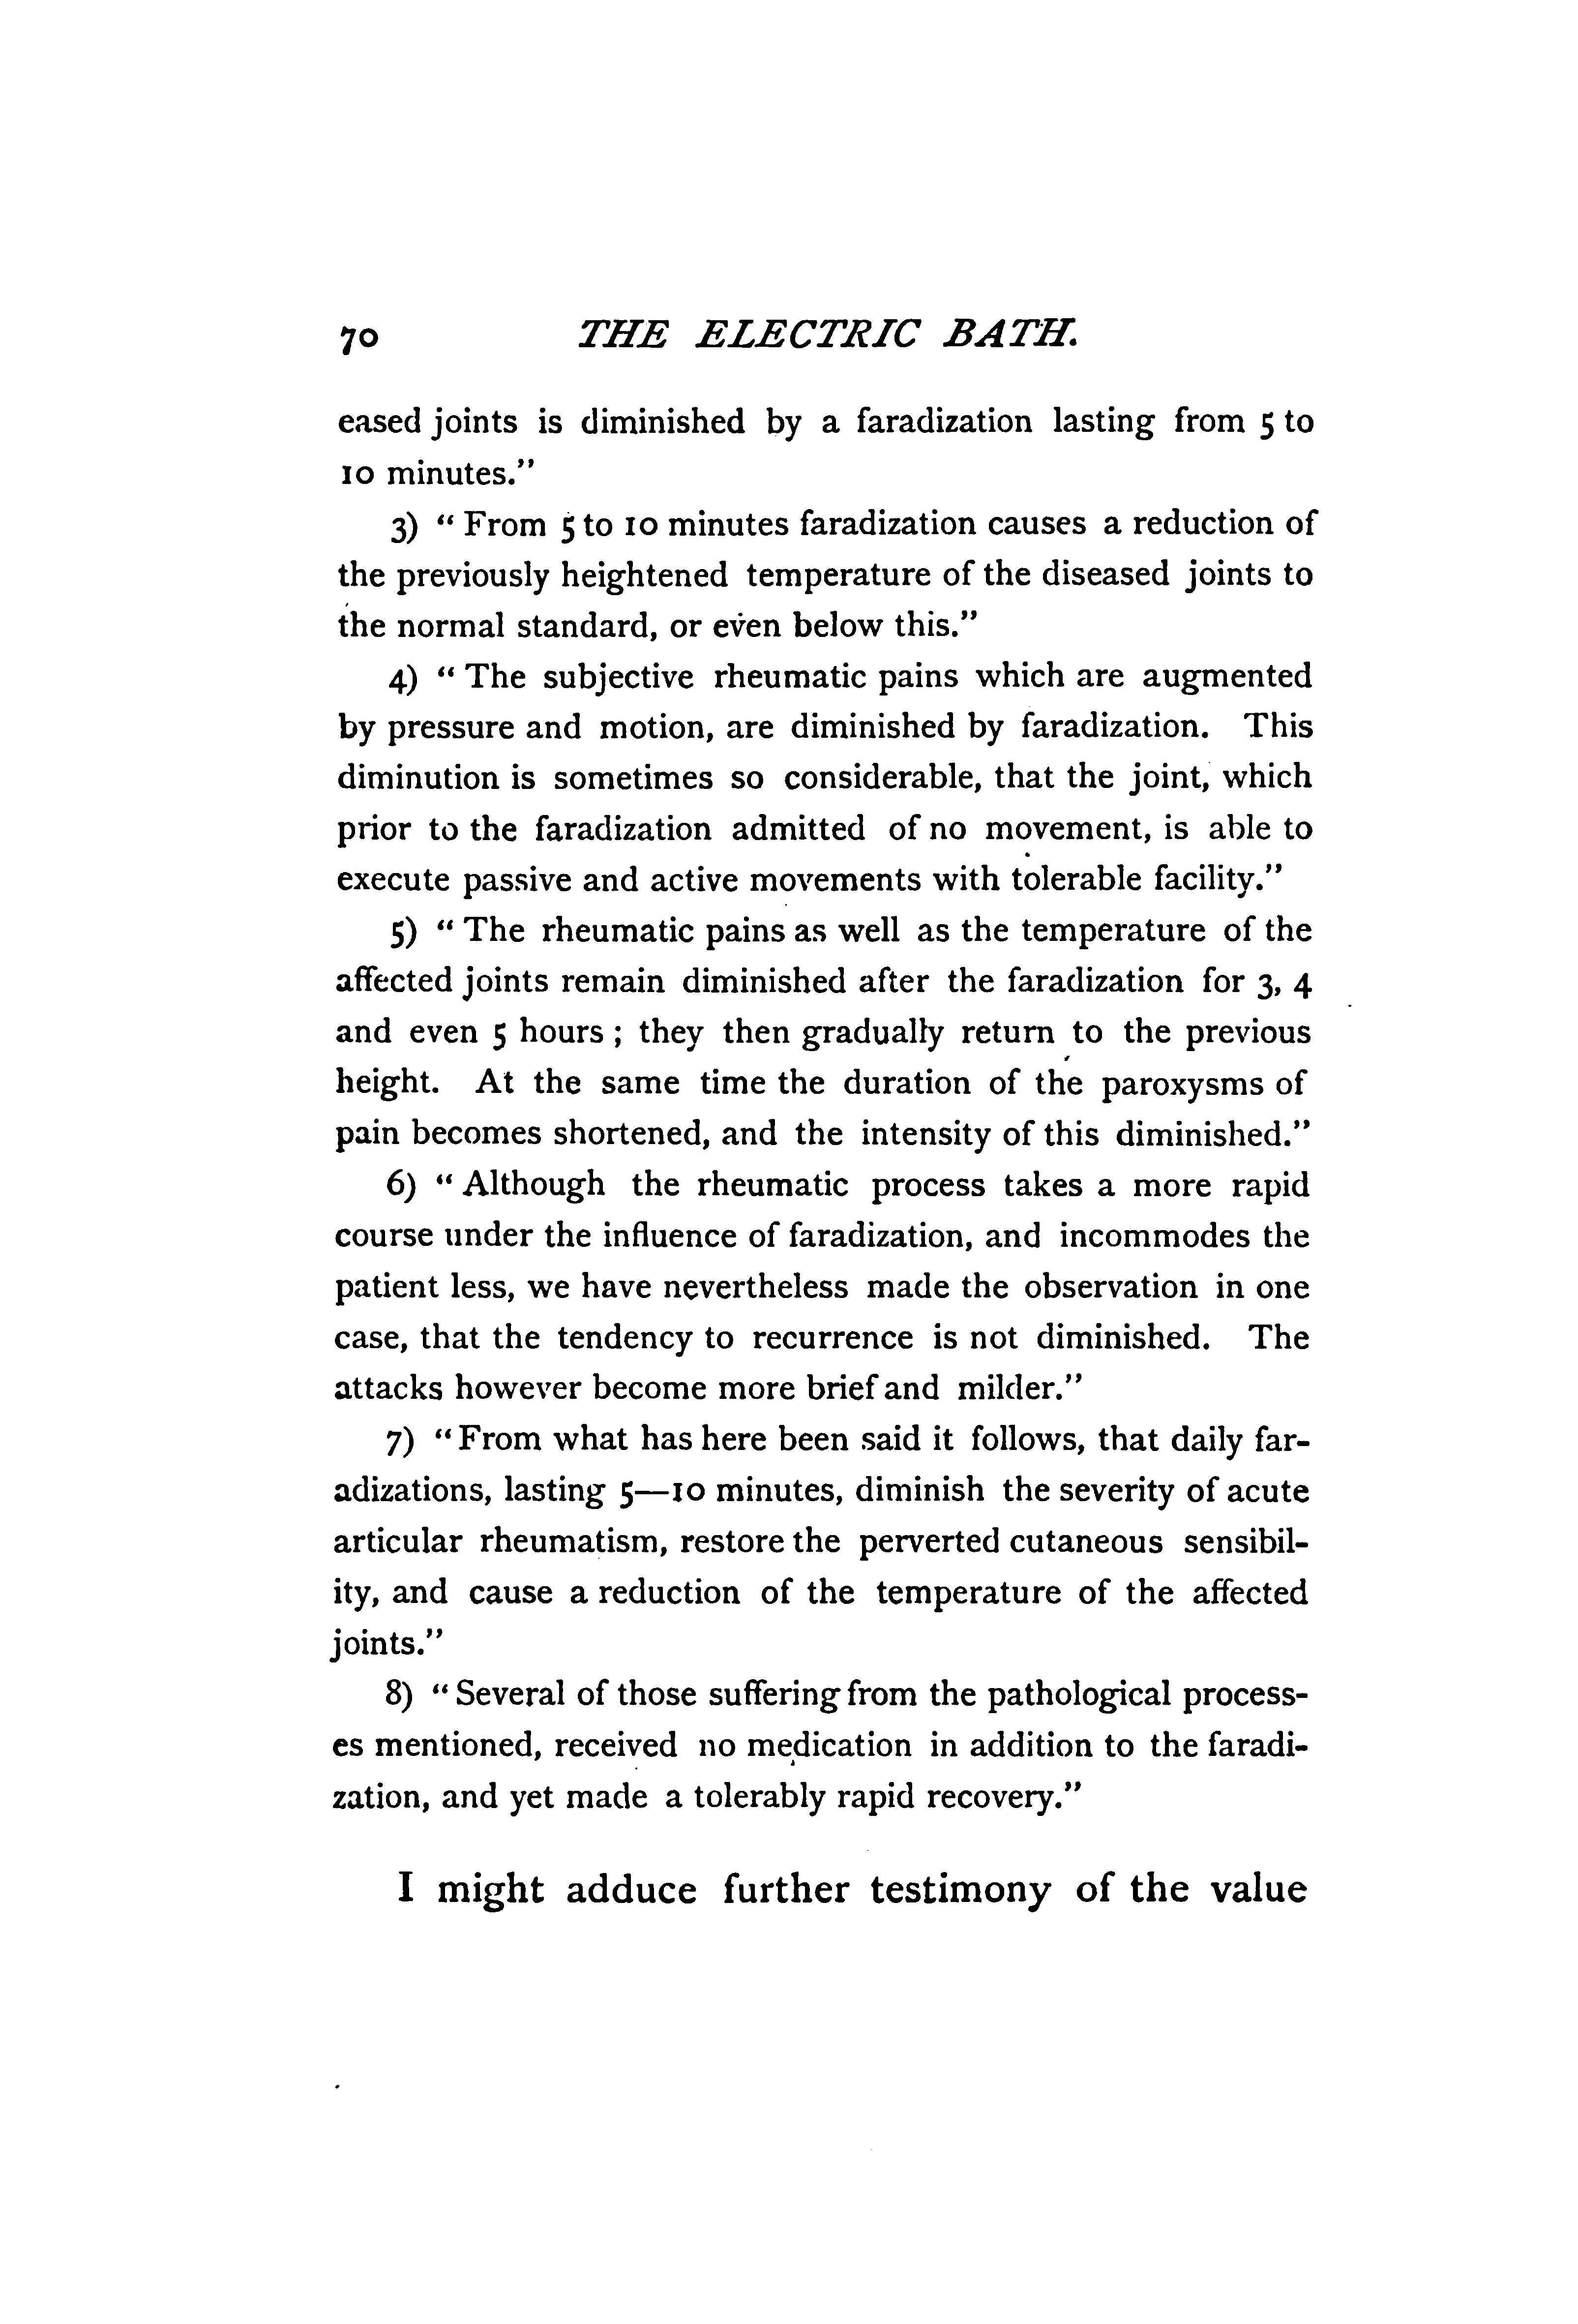 70 THE ELECTRIC BATH.
eased joints is diminished by a faradization lasting from 5 to
10 minutes."
3) " From 5 to 10 minutes faradization causes a reduction of
the previously heightened temperature of the diseased joints to
the normal standard, or even below this."
4) " The subjective rheumatic pains which are augmented
by pressure and motion, are diminished by faradization. This
diminution is sometimes so considerable, that the joint, which
prior to the faradization admitted of no movement, is able to
execute passive and active movements with tolerable facility."
5) " The rheumatic pains as well as the temperature of the
affected joints remain diminished after the faradization for 3, 4
and even 5 hours ; they then gradually return to the previous
height. At the same time the duration of the paroxysms of
pain becomes shortened, and the intensity of this diminished."
6) " Although the rheumatic process takes a more rapid
course under the influence of faradization, and incommodes the
patient less, we have nevertheless made the observation in one
case, that the tendency to recurrence is not diminished. The
attacks however become more brief and milder."
7) " From what has here been said it follows, that daily far-
adizations, lasting 5—10 minutes, diminish the severity of acute
articular rheumatism, restore the perverted cutaneous sensibil-
ity, and cause a reduction of the temperature of the affected
joints."
8) " Several of those suffering from the pathological process-
es mentioned, received no medication in addition to the faradi-
zation, and yet made a tolerably rapid recovery."
I might adduce further testimony of the value